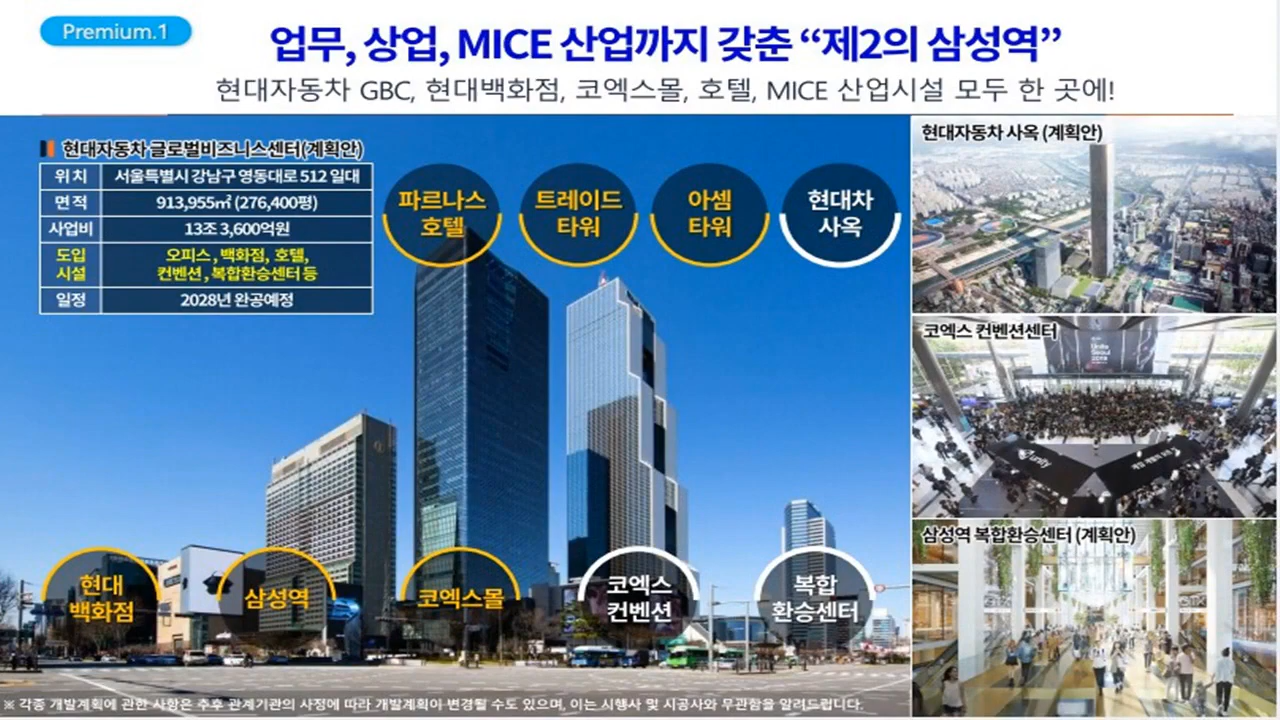 Premium.1
업무, 상업, MICE 산업까지 갖춘 “제2의 삼성역”
현대자동차 GBC, 현대백화점, 코엑스몰, 호텔, MICE 산업시설 모두 한 곳에!
현대자동차 글로벌비즈니스센터(계획안)
위 치 서울특별시 강남구 영동대로 512 일대
면 적 913,955㎡ (276,400평)
사업비 13조 3,600억원
도입
시설
오피스 , 백화점, 호텔,
컨벤션 , 복합환승센터 등
일정 2028년 완공예정
파르나스
호텔
트레이드
타워
아셈
타워
현대차
사옥
현대
백화점
삼성역
코엑스몰
코엑스
컨벤션
복합
환승센터
현대자동차 사옥 (계획안)
코엑스 컨벤션센터
Unite
Seoul
2019
unity
삼성역 복합환승센터 (계획안)
※ 각종 개발계획에 관한 사항은 추후 관계기관의 사정에 따라 개발계획이 변경될 수도 있으며, 이는 시행사 및 시공사와 무관함을 알려드립니다.